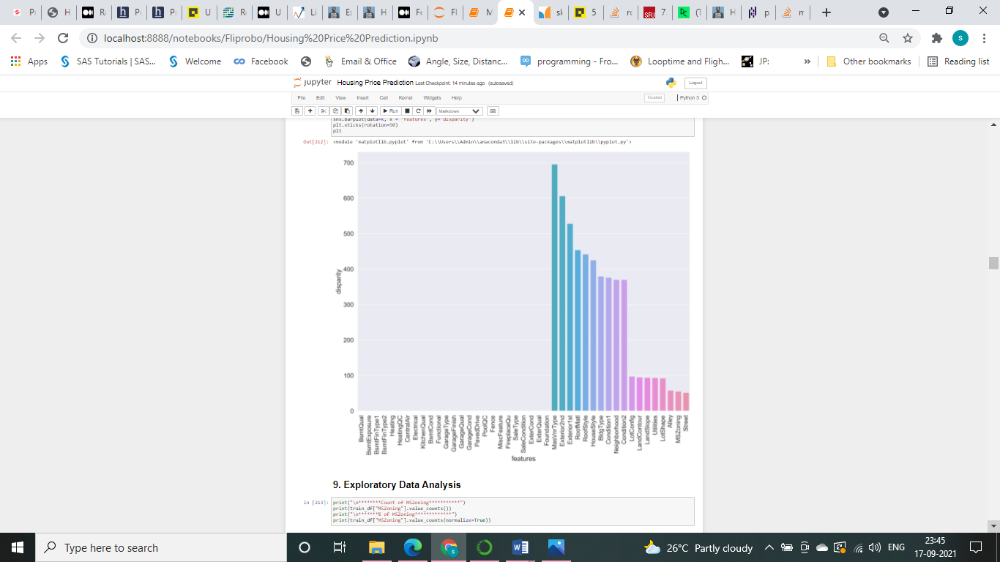 P H R P P U R U Li E H Fe Fl M sk 5 rc 7 (T H p n
localhost:8888/notebooks/Fliprobo/Housing%20Price%20Prediction.ipynb
Apps SAS Tutorials | SAS... Welcome Facebook Email & Office Angle, Size, Distanc... programming - Fro... Looptime and Fligh... JP: » Other bookmarks Reading list
jupyter Housing Price Prediction Last Checkpoint: 14 minutes ago (autosaved) Logout
File Edit View Insert Cell Kernel Widgets Help Trusted Python 3
Run Markdown
sns.barplot(data=x, x = 'Features', y='disparity')
plt.xticks(rotation=90)
plt
Out[212]: <module 'matplotlib.pyplot' from 'C:\\Users\\Admin\\anaconda3\\lib\\site-packages\\matplotlib\\pyplot.py'>
700
600
500
400
300
200
100
0
disparity
BsmtQual
BsmtExposure
BsmtFinType1
BsmtFinType2
Heating
HeatingQC
CentralAir
Electrical
KitchenQual
BsmtCond
Functional
GarageType
GarageFinish
GarageQual
GarageCond
PavedDrive
PoolQC
Fence
MiscFeature
FireplaceQu
SaleType
SaleCondition
ExterCond
ExterQual
Foundation
MasVnrType
Exterior2nd
Exterior1st
RoofMatl
RoofStyle
HouseStyle
BldgType
Condition1
Neighborhood
Condition2
LotConfig
LandContour
LandSlope
Utilities
LotShape
Alley
MSZoning
Street
features
9. Exploratory Data Analysis
In [213]: print("\n********Count of MSZoning***********")
print(train_df["MSZoning"].value_counts())
print("\n*******% of MSZoning*************")
print(train_df["MSZoning"].value_counts(normalize=True))
Type here to search 26°C Partly cloudy ENG 23:45
17-09-2021